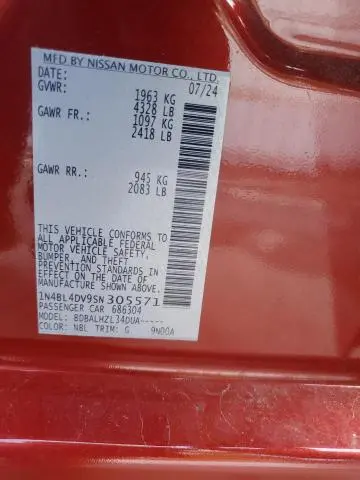 MFD BY NISSAN MOTOR CO., LTD.
DATE: 07/24
GVWR: 1963 KG
4328 LB
GAWR FR.: 1097 KG
2418 LB
GAWR RR.: 945 KG
2083 LB
THIS VEHICLE CONFORMS TO ALL
APPLICABLE FEDERAL
MOTOR VEHICLE SAFETY,
BUMPER, AND THEFT
PREVENTION STANDARDS IN
EFFECT ON THE DATE OF
MANUFACTURE SHOWN ABOVE.
1N4BL4DV9SN305571
PASSENGER CAR 686304
MODEL: BDBALHZL34DUA-----
COLOR: NBL TRIM: G 9N00A